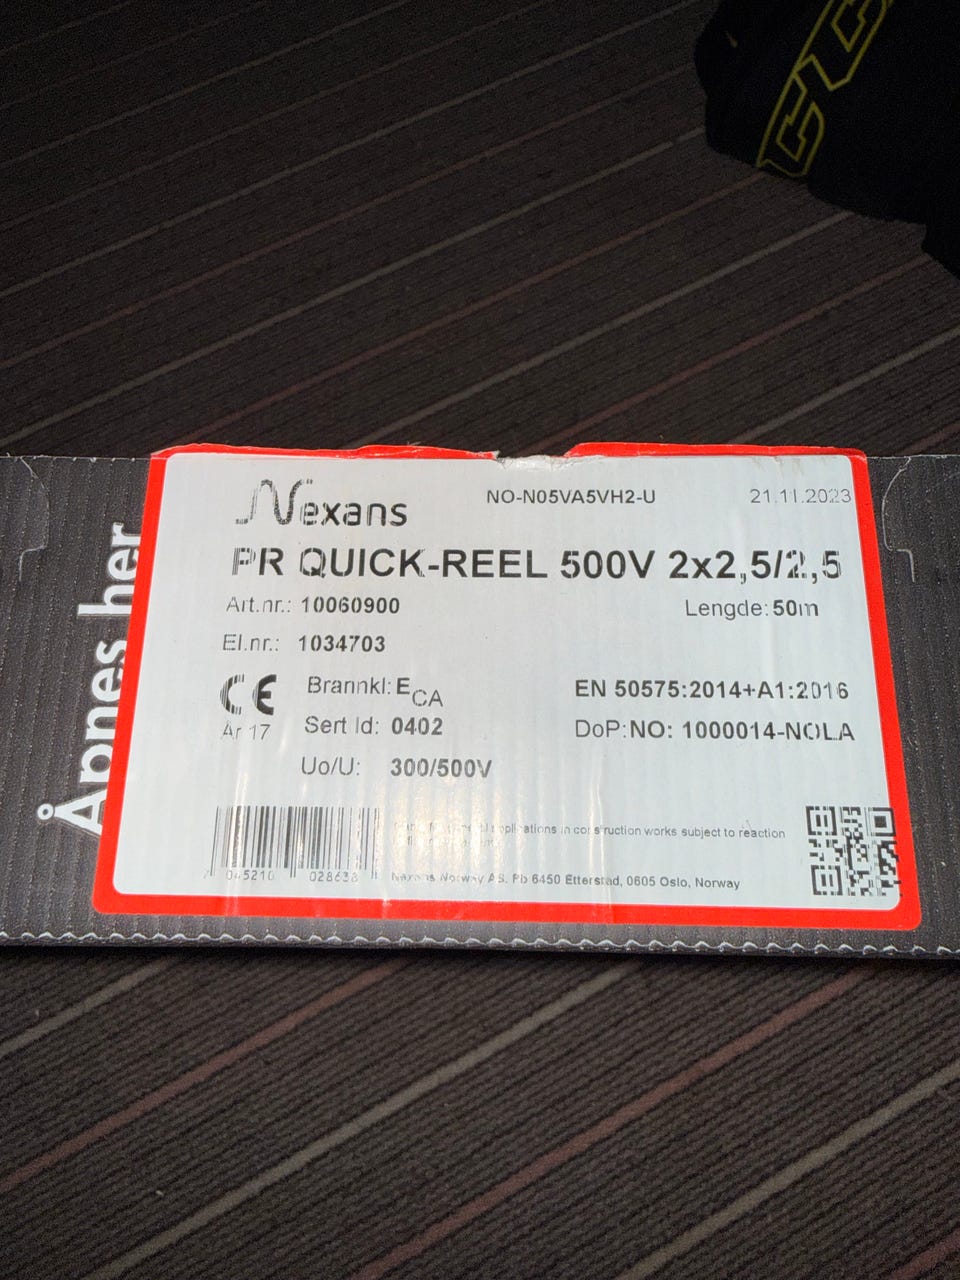 Nexans
NO-N05VA5VH2-U
21.11.2023
PR QUICK-REEL 500V 2x2,5/2,5
Art.nr.: 10060900
Lengde: 50m
El.nr.: 1034703
CE
Brannkl: ECA
EN 50575:2014+A1:2016
Ar 17
Sert Id: 0402
DoP:NO: 1000014-NOLA
Uo/U: 300/500V
applications in construction works subject to reaction
045210 028638
Nexans Norway AS. Pb 6450 Etterstad, 0605 Oslo, Norway
Åpnes her